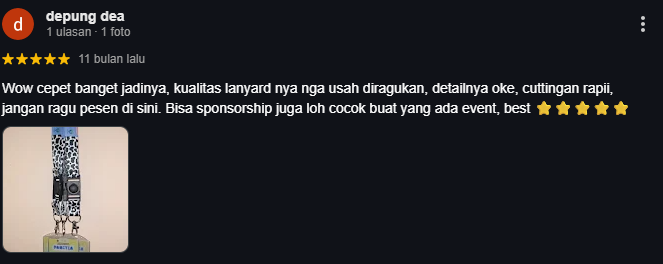 d
depung dea
1 ulasan · 1 foto
11 bulan lalu
Wow cepet banget jadinya, kualitas lanyard nya nga usah diragukan, detailnya oke, cuttingan rapii,
jangan ragu pesen di sini. Bisa sponsorship juga loh cocok buat yang ada event, best ⭐⭐⭐⭐⭐